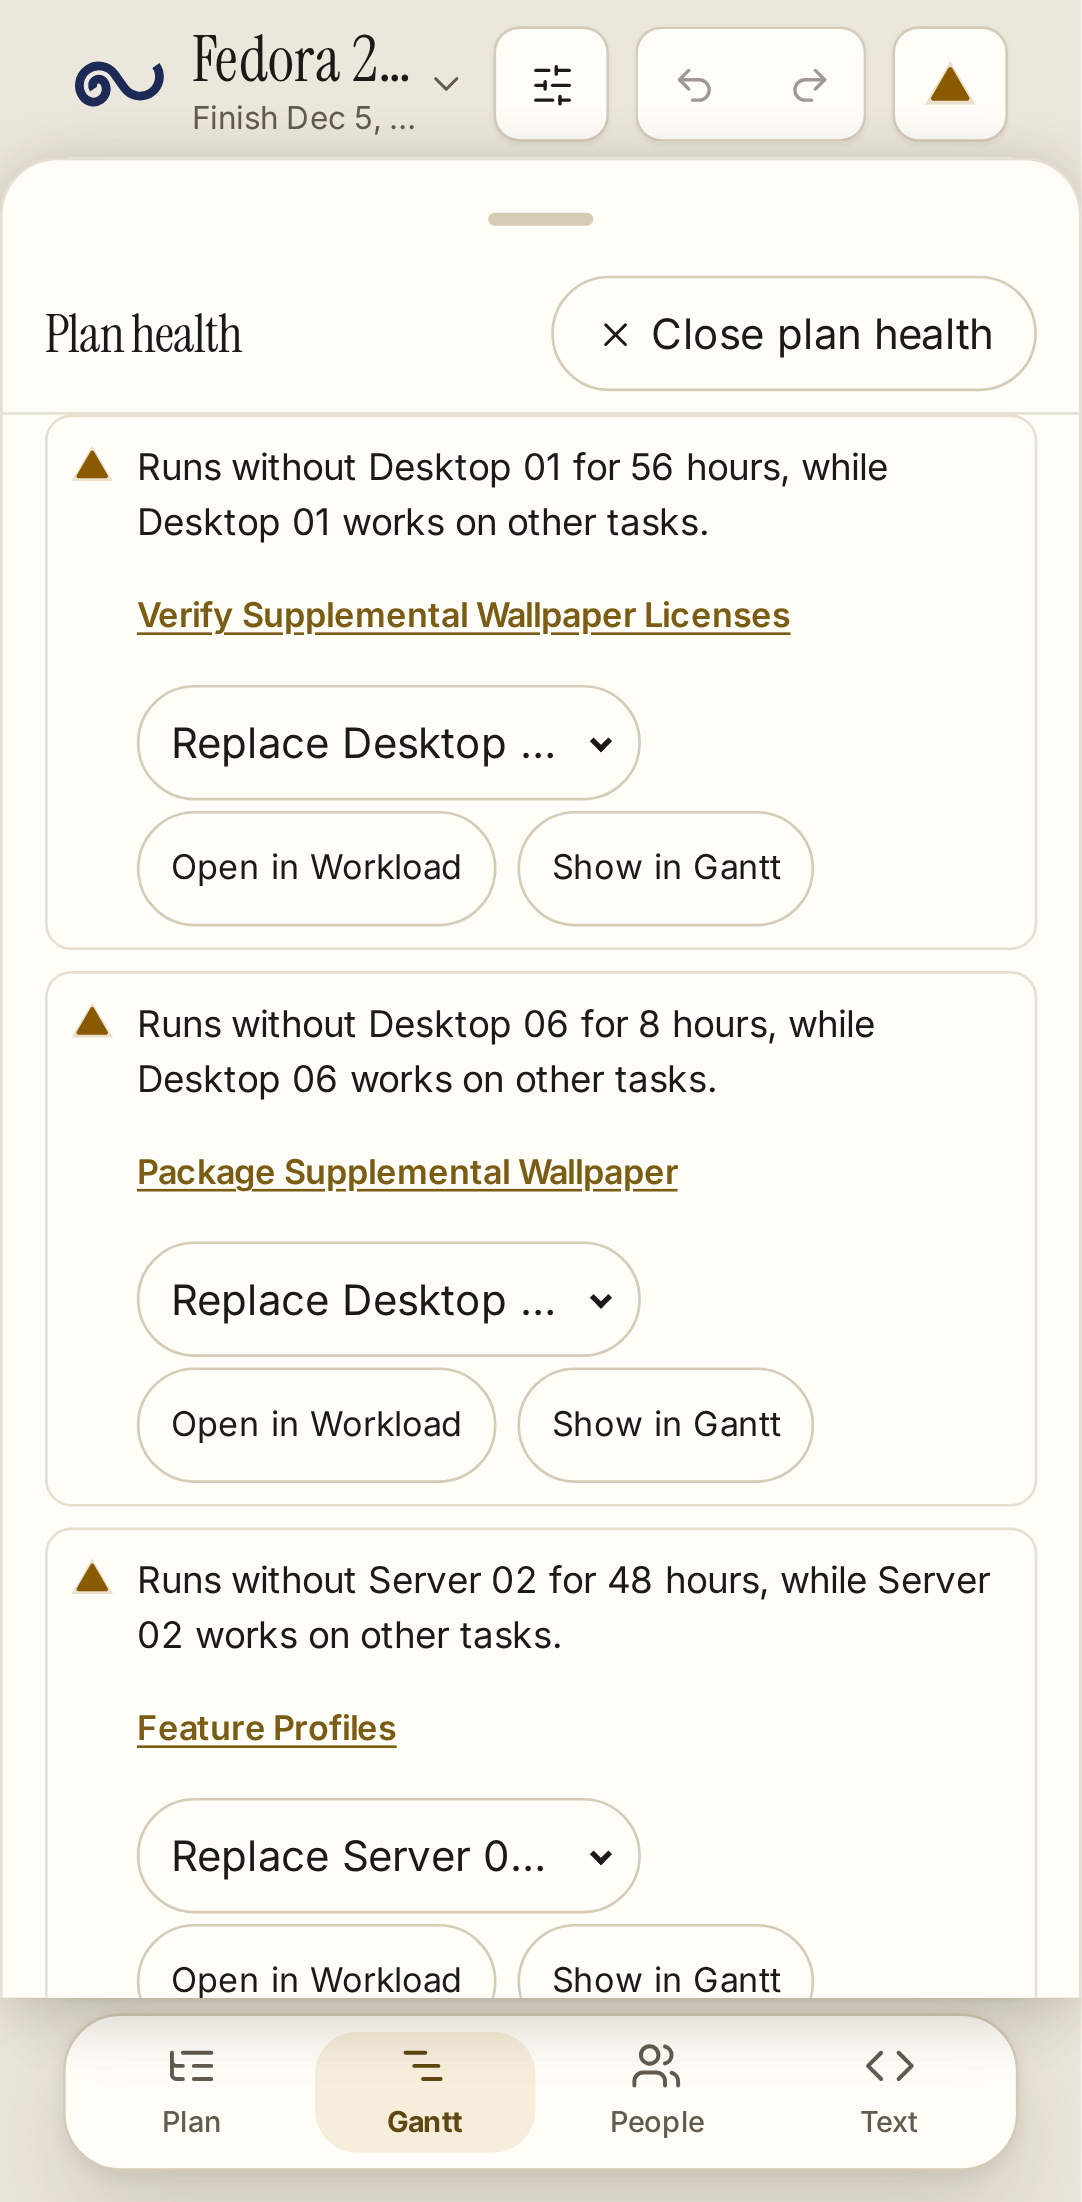 Fedora 2...
Finish Dec 5, ...
Plan health
Close plan health
Runs without Desktop 01 for 56 hours, while
Desktop 01 works on other tasks.
Verify Supplemental Wallpaper Licenses
Replace Desktop ...
Open in Workload
Show in Gantt
Runs without Desktop 06 for 8 hours, while
Desktop 06 works on other tasks.
Package Supplemental Wallpaper
Replace Desktop ...
Open in Workload
Show in Gantt
Runs without Server 02 for 48 hours, while Server
02 works on other tasks.
Feature Profiles
Replace Server 0...
Open in Workload
Show in Gantt
Plan
Gantt
People
Text